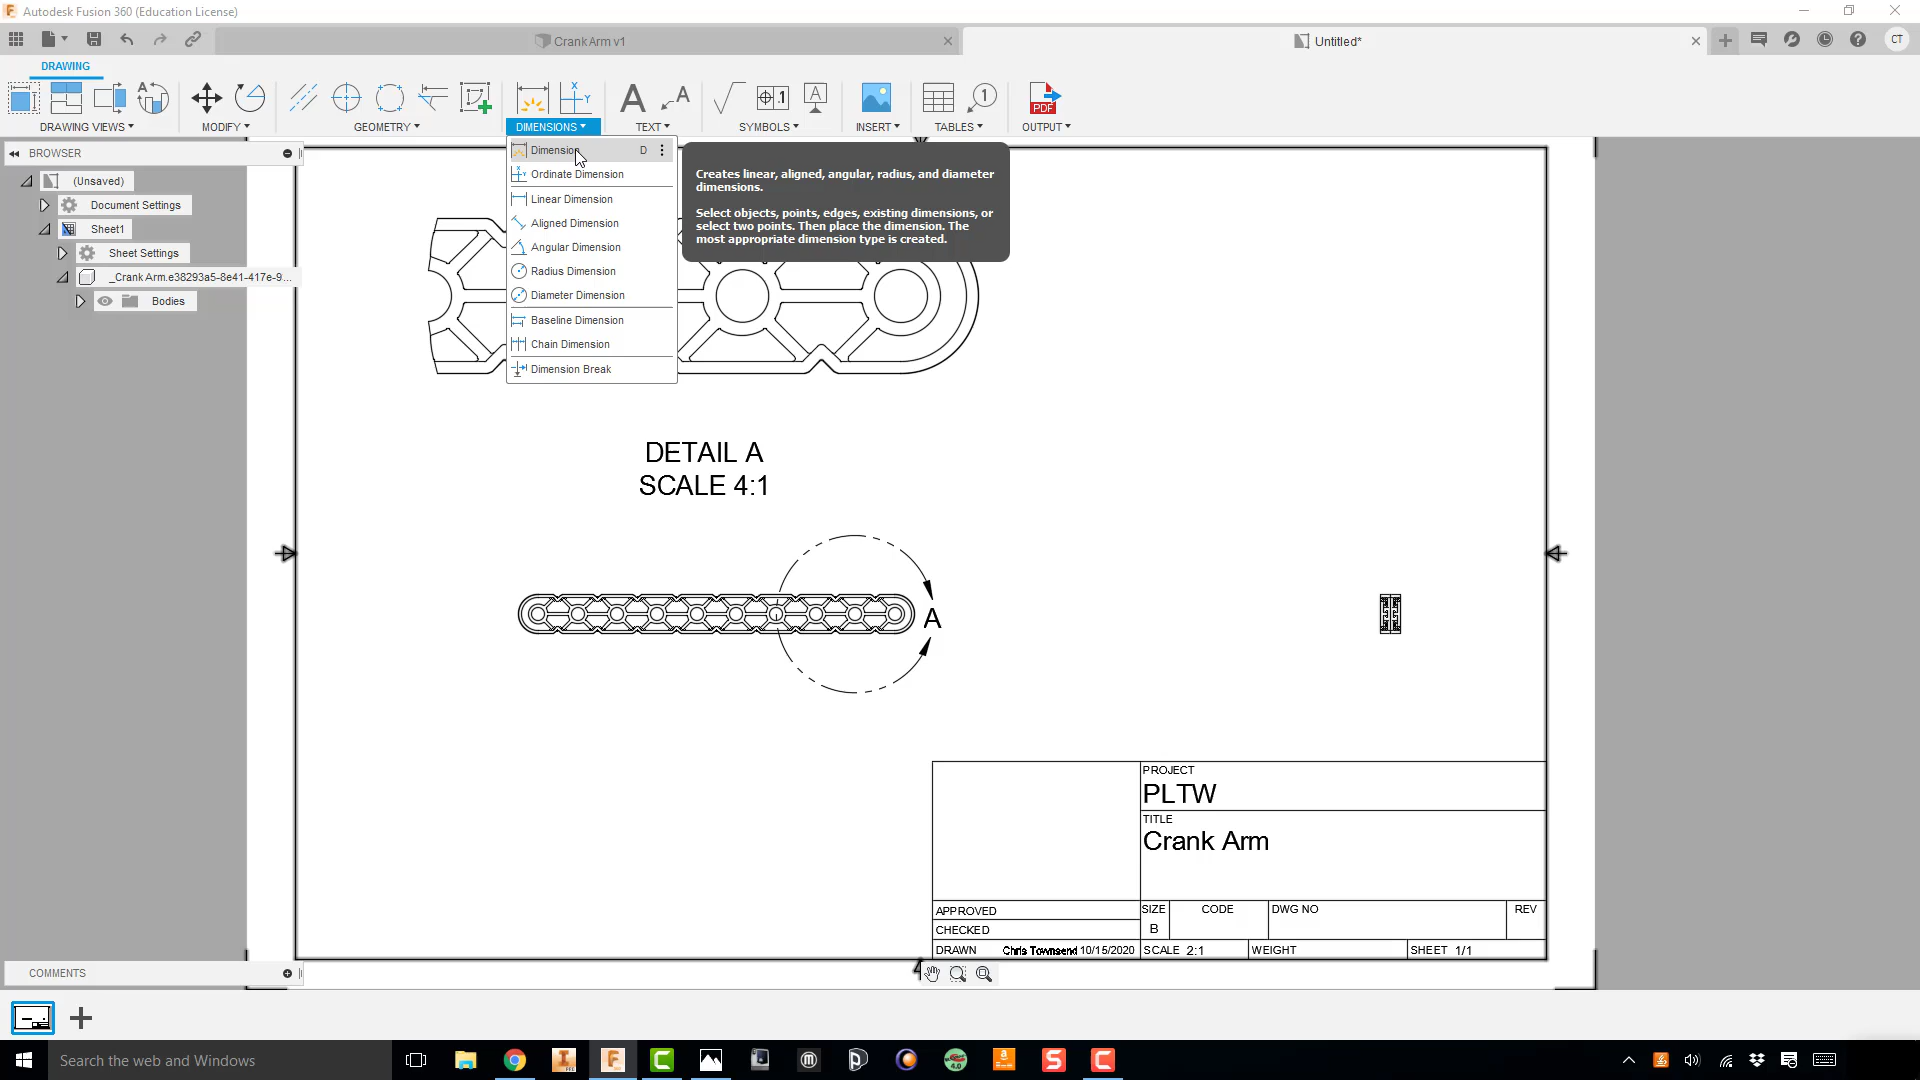 Autodesk Fusion 360 (Education License)
Crank Arm v1
Untitled*
CT
DRAWING
DRAWING VIEWS
MODIFY
GEOMETRY
DIMENSIONS
TEXT
SYMBOLS
INSERT
TABLES
OUTPUT
BROWSER
(Unsaved)
Document Settings
Sheet1
Sheet Settings
_Crank Arm.e38293a5-8e41-417e-9...
Bodies
Dimension D
Ordinate Dimension
Linear Dimension
Aligned Dimension
Angular Dimension
Radius Dimension
Diameter Dimension
Baseline Dimension
Chain Dimension
Dimension Break
Creates linear, aligned, angular, radius, and diameter
dimensions.
Select objects, points, edges, existing dimensions, or
select two points. Then place the dimension. The
most appropriate dimension type is created.
DETAIL A
SCALE 4:1
A
PROJECT
PLTW
TITLE
Crank Arm
APPROVED
CHECKED
DRAWN Chris Townsend 10/15/2020
SIZE
B
CODE
DWG NO
REV
SCALE 2:1
WEIGHT
SHEET 1/1
COMMENTS
Search the web and Windows